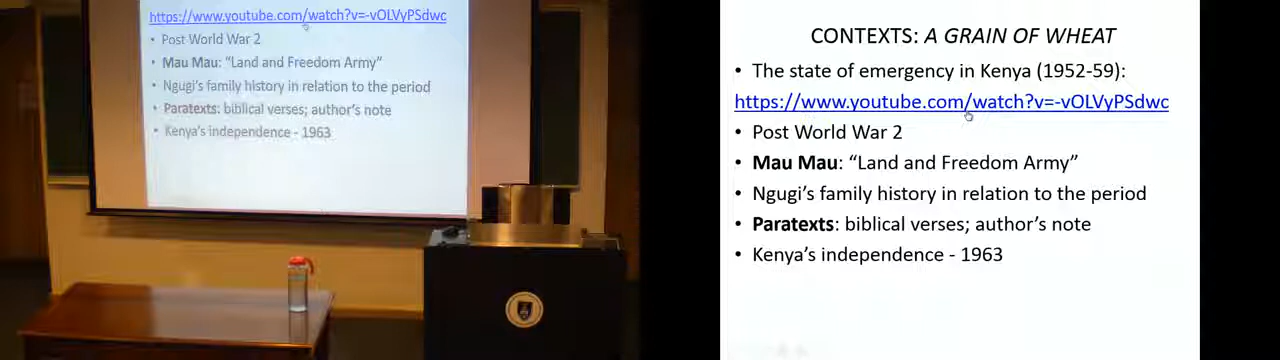 https://www.youtube.com/watch?v=-vOLVyPSdwc
• Post World War 2
• Mau Mau: “Land and Freedom Army”
• Ngugi’s family history in relation to the period
• Paratexts: biblical verses; author’s note
• Kenya’s independence - 1963
CONTEXTS: A GRAIN OF WHEAT
• The state of emergency in Kenya (1952-59):
https://www.youtube.com/watch?v=-vOLVyPSdwc
• Post World War 2
• Mau Mau: “Land and Freedom Army”
• Ngugi’s family history in relation to the period
• Paratexts: biblical verses; author’s note
• Kenya’s independence - 1963